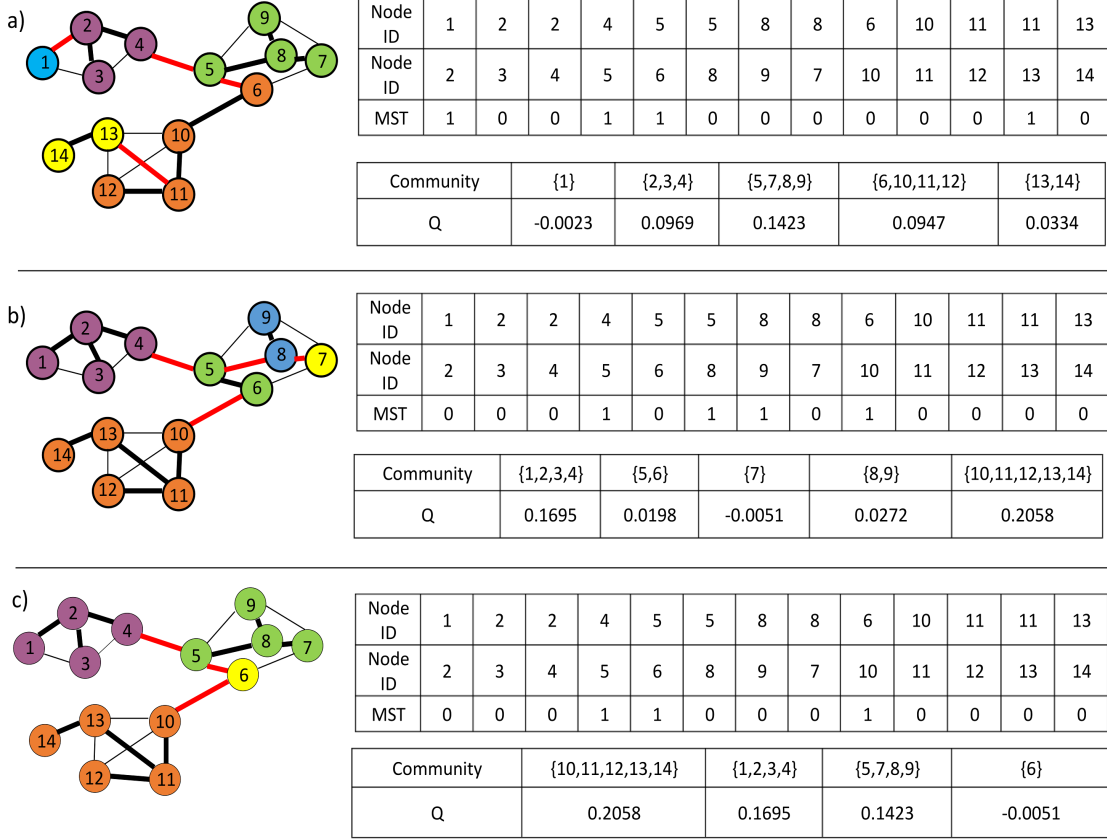 a)
9
2
4
8
7
1
5
3
6
13
10
14
12
11
Node ID 1 2 2 4 5 5 8 8 6 10 11 11 13
Node ID 2 3 4 5 6 8 9 7 10 11 12 13 14
MST 1 0 0 1 1 0 0 0 0 0 0 1 0
Community {1} {2,3,4} {5,7,8,9} {6,10,11,12} {13,14}
Q -0.0023 0.0969 0.1423 0.0947 0.0334
b)
9
2
4
8
7
1
5
3
6
13
10
14
12
11
Node ID 1 2 2 4 5 5 8 8 6 10 11 11 13
Node ID 2 3 4 5 6 8 9 7 10 11 12 13 14
MST 0 0 0 1 0 1 1 0 1 0 0 0 0
Community {1,2,3,4} {5,6} {7} {8,9} {10,11,12,13,14}
Q 0.1695 0.0198 -0.0051 0.0272 0.2058
c)
9
2
4
8
7
1
5
3
6
13
10
14
12
11
Node ID 1 2 2 4 5 5 8 8 6 10 11 11 13
Node ID 2 3 4 5 6 8 9 7 10 11 12 13 14
MST 0 0 0 1 1 0 0 0 1 0 0 0 0
Community {10,11,12,13,14} {1,2,3,4} {5,7,8,9} {6}
Q 0.2058 0.1695 0.1423 -0.0051